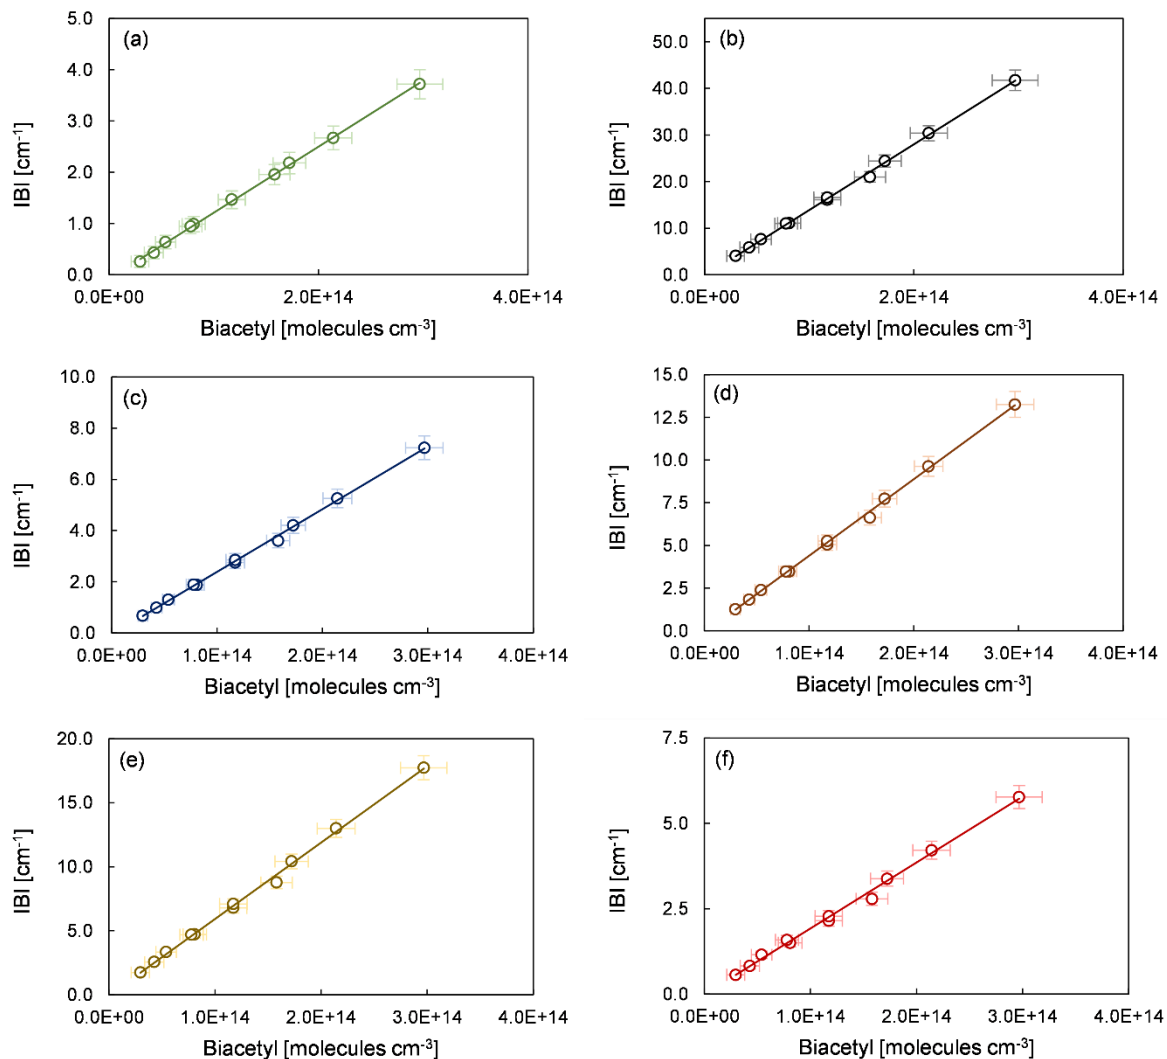 (a)
5.0
4.0
3.0
2.0
1.0
0.0
IBI [cm-1]
0.0E+00 2.0E+14 4.0E+14
Biacetyl [molecules cm-3]
(b)
50.0
40.0
30.0
20.0
10.0
0.0
IBI [cm-1]
0.0E+00 2.0E+14 4.0E+14
Biacetyl [molecules cm-3]
(c)
10.0
8.0
6.0
4.0
2.0
0.0
IBI [cm-1]
0.0E+00 1.0E+14 2.0E+14 3.0E+14 4.0E+14
Biacetyl [molecules cm-3]
(d)
15.0
12.5
10.0
7.5
5.0
2.5
0.0
IBI [cm-1]
0.0E+00 1.0E+14 2.0E+14 3.0E+14 4.0E+14
Biacetyl [molecules cm-3]
(e)
20.0
15.0
10.0
5.0
0.0
IBI [cm-1]
0.0E+00 1.0E+14 2.0E+14 3.0E+14 4.0E+14
Biacetyl [molecules cm-3]
(f)
7.5
5.0
2.5
0.0
IBI [cm-1]
0.0E+00 1.0E+14 2.0E+14 3.0E+14 4.0E+14
Biacetyl [molecules cm-3]